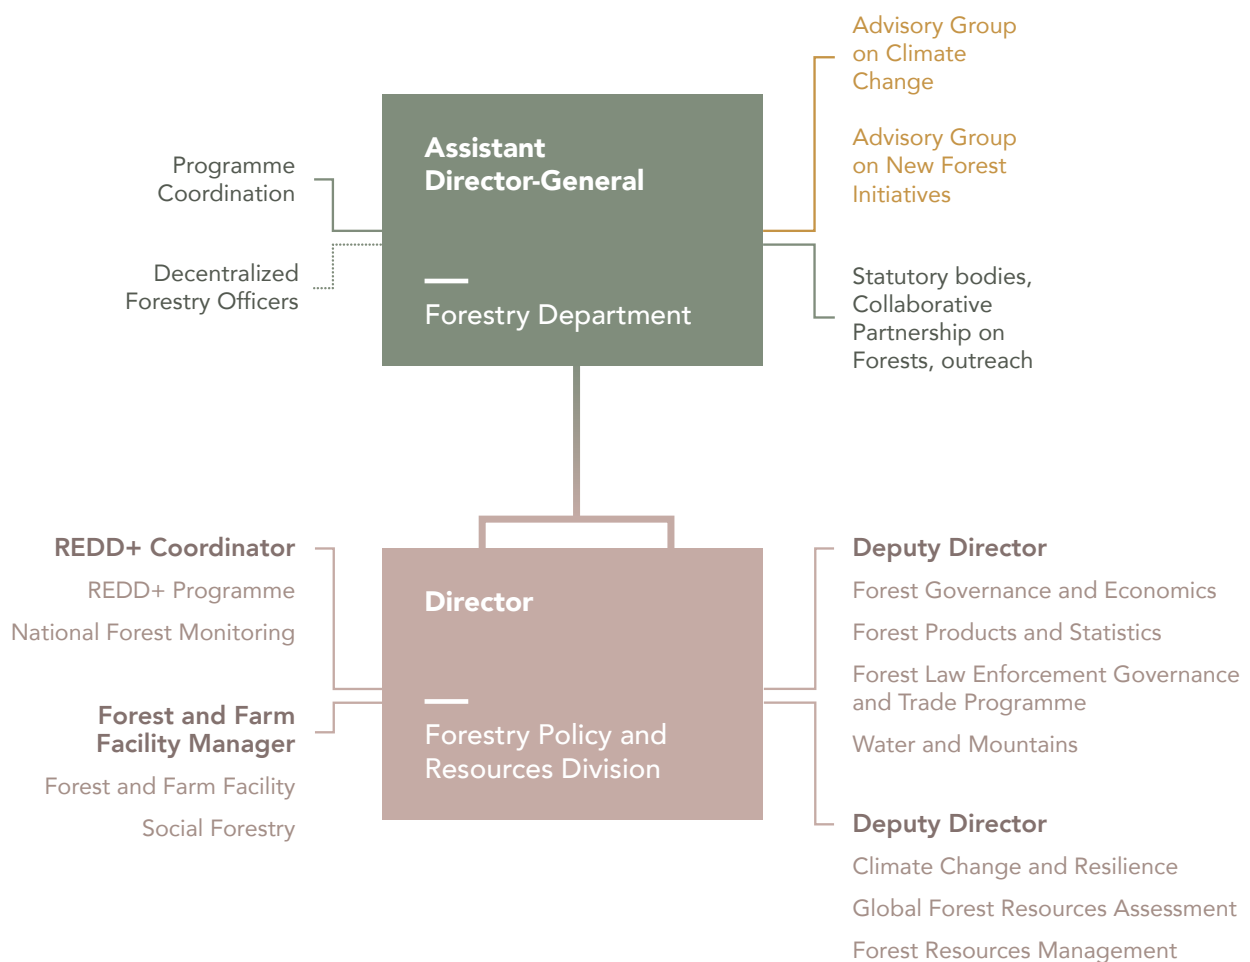 Advisory Group
on Climate
Change
Advisory Group
on New Forest
Initiatives
Assistant
Director-General
Forestry Department
Programme
Coordination
Decentralized
Forestry Officers
Statutory bodies,
Collaborative
Partnership on
Forests, outreach
REDD+ Coordinator
REDD+ Programme
National Forest Monitoring
Forest and Farm
Facility Manager
Forest and Farm Facility
Social Forestry
Director
Forestry Policy and
Resources Division
Deputy Director
Forest Governance and Economics
Forest Products and Statistics
Forest Law Enforcement Governance
and Trade Programme
Water and Mountains
Deputy Director
Climate Change and Resilience
Global Forest Resources Assessment
Forest Resources Management